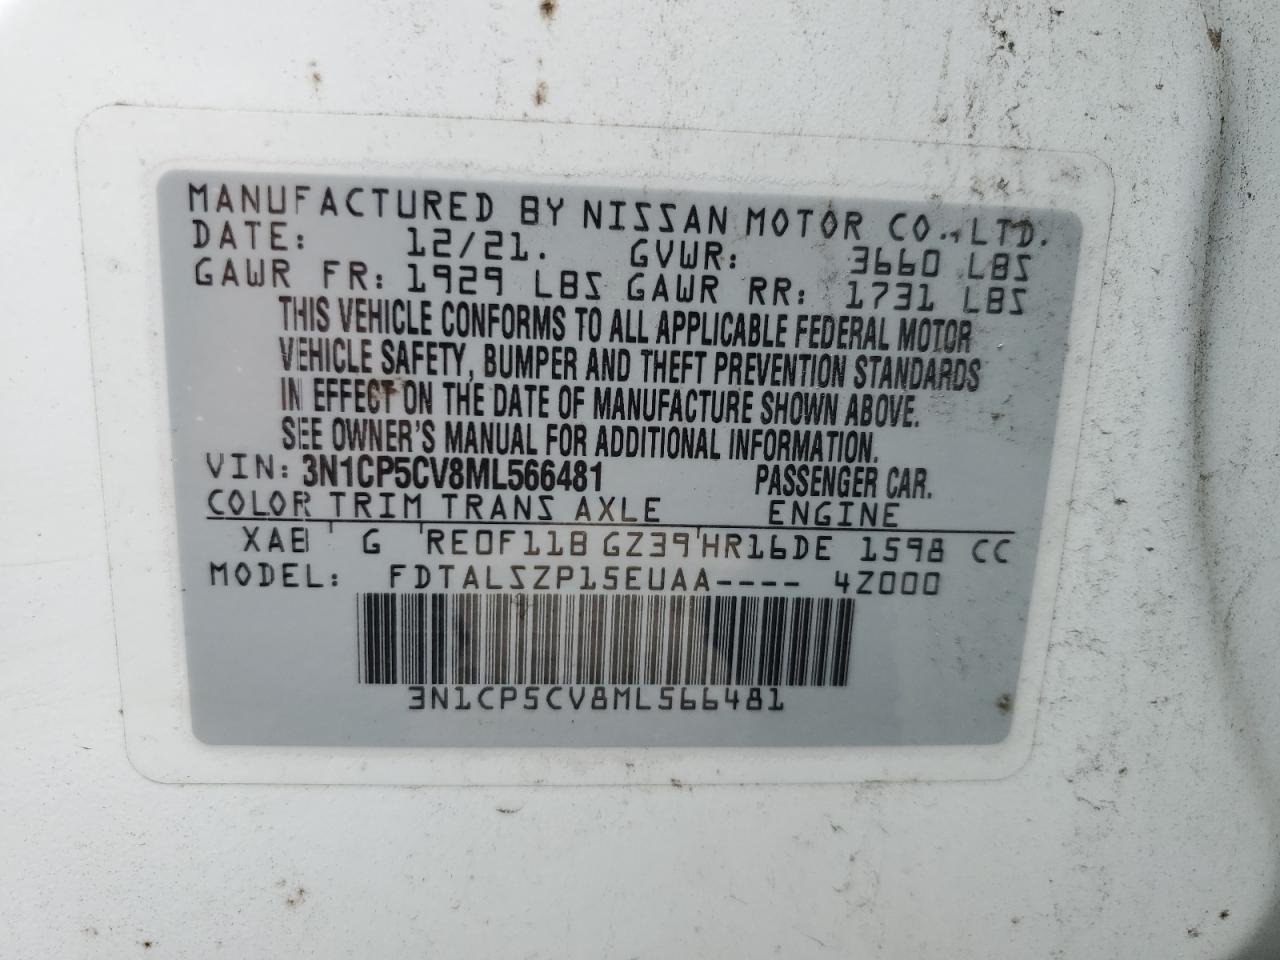 MANUFACTURED BY NISSAN MOTOR CO., LTD.
DATE: 12/21. GVWR: 3660 LBS
GAWR FR: 1929 LBS GAWR RR: 1731 LBS
THIS VEHICLE CONFORMS TO ALL APPLICABLE FEDERAL MOTOR
VEHICLE SAFETY, BUMPER AND THEFT PREVENTION STANDARDS
IN EFFECT ON THE DATE OF MANUFACTURE SHOWN ABOVE.
SEE OWNER'S MANUAL FOR ADDITIONAL INFORMATION.
VIN: 3N1CP5CV8ML566481 PASSENGER CAR.
COLOR TRIM TRANS AXLE ENGINE
XAB G RE0F11B GZ39 HR16DE 1598 CC
MODEL: FDTALSZP15EUAA---- 4Z000
3N1CP5CV8ML566481